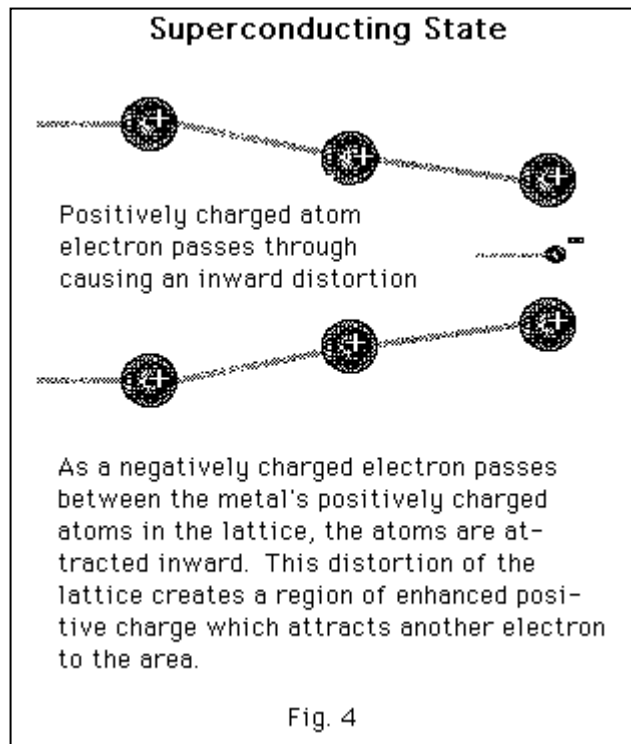 Superconducting State
+
+
+
Positively charged atom
electron passes through
causing an inward distortion
-
+
+
+
As a negatively charged electron passes
between the metal's positively charged
atoms in the lattice, the atoms are at-
tracted inward. This distortion of the
lattice creates a region of enhanced posi-
tive charge which attracts another electron
to the area.
Fig. 4